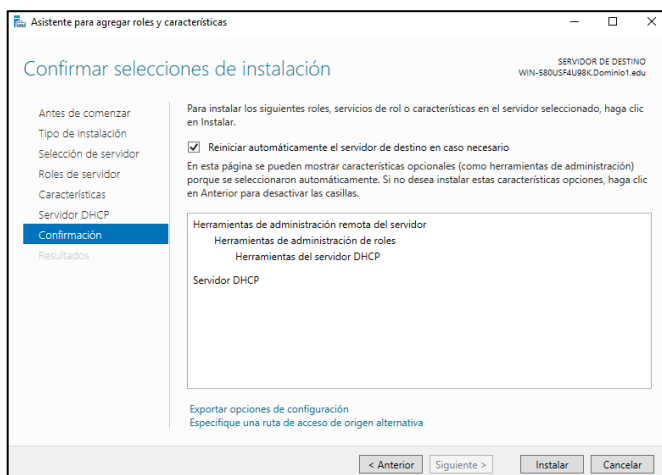 Asistente para agregar roles y características
Confirmar selecciones de instalación
SERVIDOR DE DESTINO
WIN-580USF4U98K.Dominio1.edu
Antes de comenzar
Tipo de instalación
Selección de servidor
Roles de servidor
Características
Servidor DHCP
Confirmación
Resultados
Para instalar los siguientes roles, servicios de rol o características en el servidor seleccionado, haga clic
en Instalar.
Reiniciar automáticamente el servidor de destino en caso necesario
En esta página se pueden mostrar características opcionales (como herramientas de administración)
porque se seleccionaron automáticamente. Si no desea instalar estas características opciones, haga clic
en Anterior para desactivar las casillas.
Herramientas de administración remota del servidor
Herramientas de administración de roles
Herramientas del servidor DHCP
Servidor DHCP
Exportar opciones de configuración
Especifique una ruta de acceso de origen alternativa
< Anterior
Siguiente >
Instalar
Cancelar